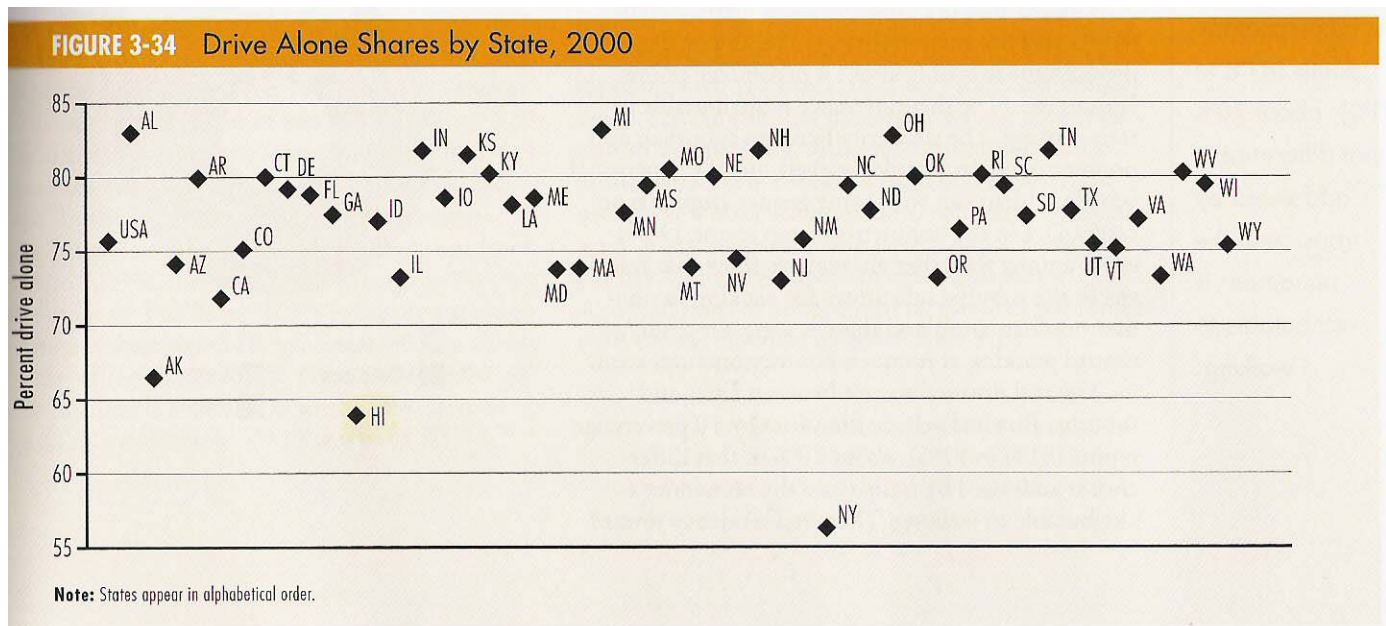 FIGURE 3-34 Drive Alone Shares by State, 2000
Percent drive alone
85
80
75
70
65
60
55
USA
AL
AK
AZ
AR
CA
CO
CT
DE
FL
GA
HI
ID
IL
IN
IO
KS
KY
LA
ME
MD
MA
MI
MN
MS
MO
MT
NE
NV
NH
NJ
NM
NY
NC
ND
OH
OK
OR
PA
RI
SC
SD
TN
TX
UT
VT
VA
WA
WV
WI
WY
Note: States appear in alphabetical order.